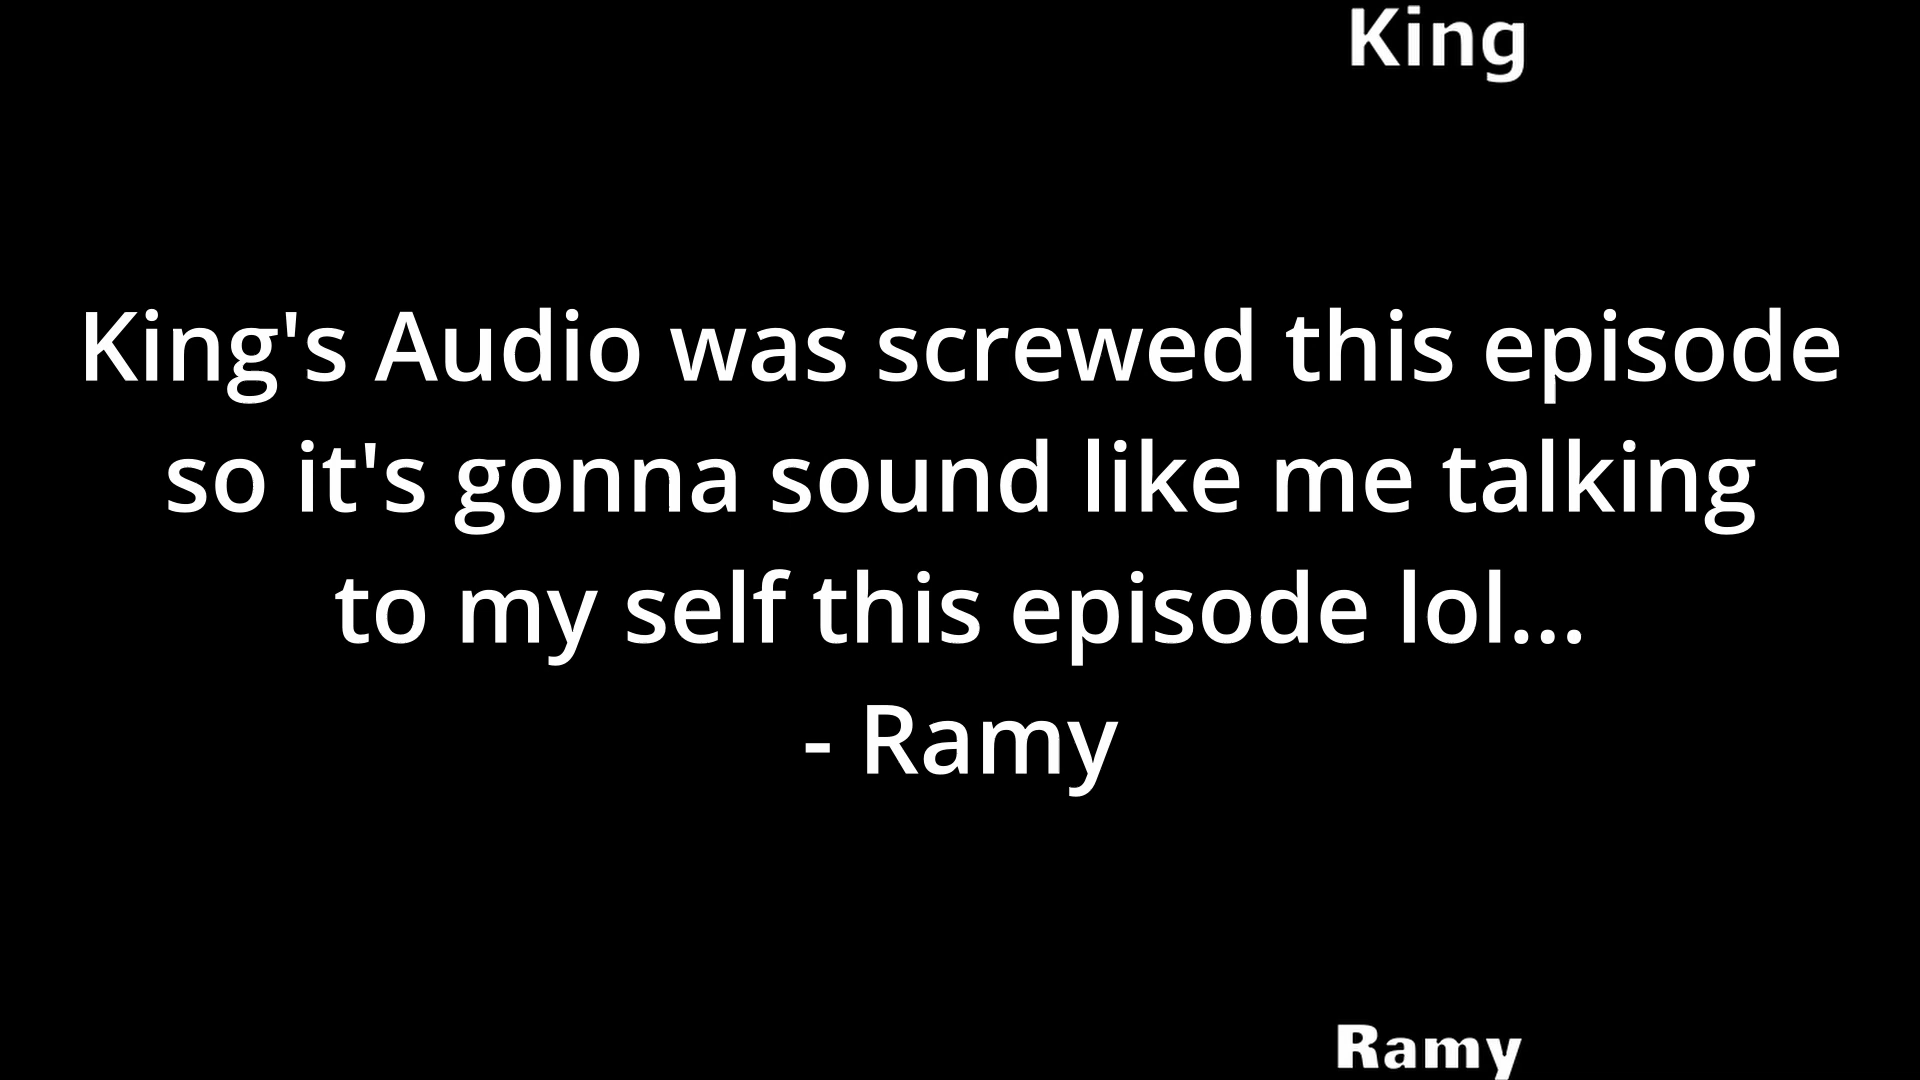 King
King's Audio was screwed this episode
so it's gonna sound like me talking
to my self this episode lol...
- Ramy
Ramy